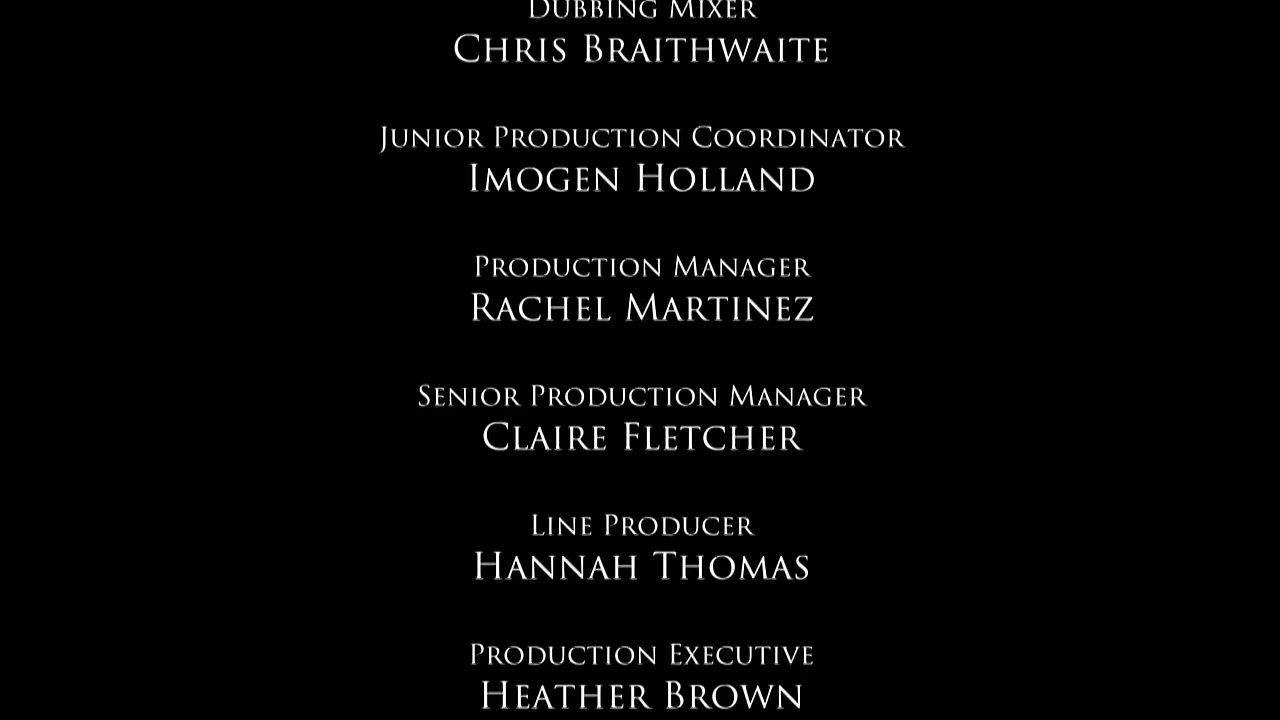 Dubbing Mixer
Chris Braithwaite
Junior Production Coordinator
Imogen Holland
Production Manager
Rachel Martinez
Senior Production Manager
Claire Fletcher
Line Producer
Hannah Thomas
Production Executive
Heather Brown